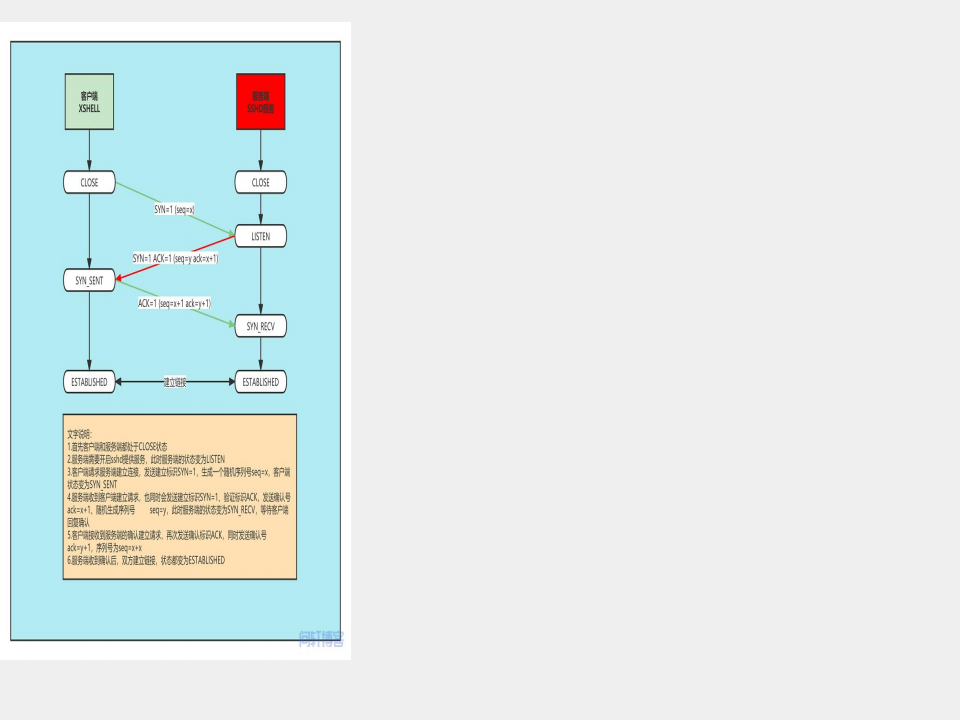 客户端
XSHELL
服务端
SSHD服务
CLOSE
CLOSE
SYN=1 (seq=x)
LISTEN
SYN=1 ACK=1 (seq=y ack=x+1)
SYN_SENT
ACK=1 (seq=x+1 ack=y+1)
SYN_RECV
ESTABLISHED
建立链接
ESTABLISHED
文字说明:
1.首先客户端和服务端都处于CLOSE状态
2.服务端需要开启sshd提供服务，此时服务端的状态变为LISTEN
3.客户端请求服务端建立连接，发送建立标识SYN=1，生成一个随机序列号seq=x，客户端
状态变为SYN_SENT
4.服务端收到客户端建立请求，也同时会发送建立标识SYN=1，验证标识ACK，发送确认号
ack=x+1，随机生成序列号 seq=y，此时服务端的状态变为SYN_RECV，等待客户端
回复确认
5.客户端接收到服务端的确认建立请求，再次发送确认标识ACK，同时发送确认号
ack=y+1，序列号为seq=x+x
6.服务端收到确认后，双方建立链接，状态都变为ESTABLISHED
问轩博客